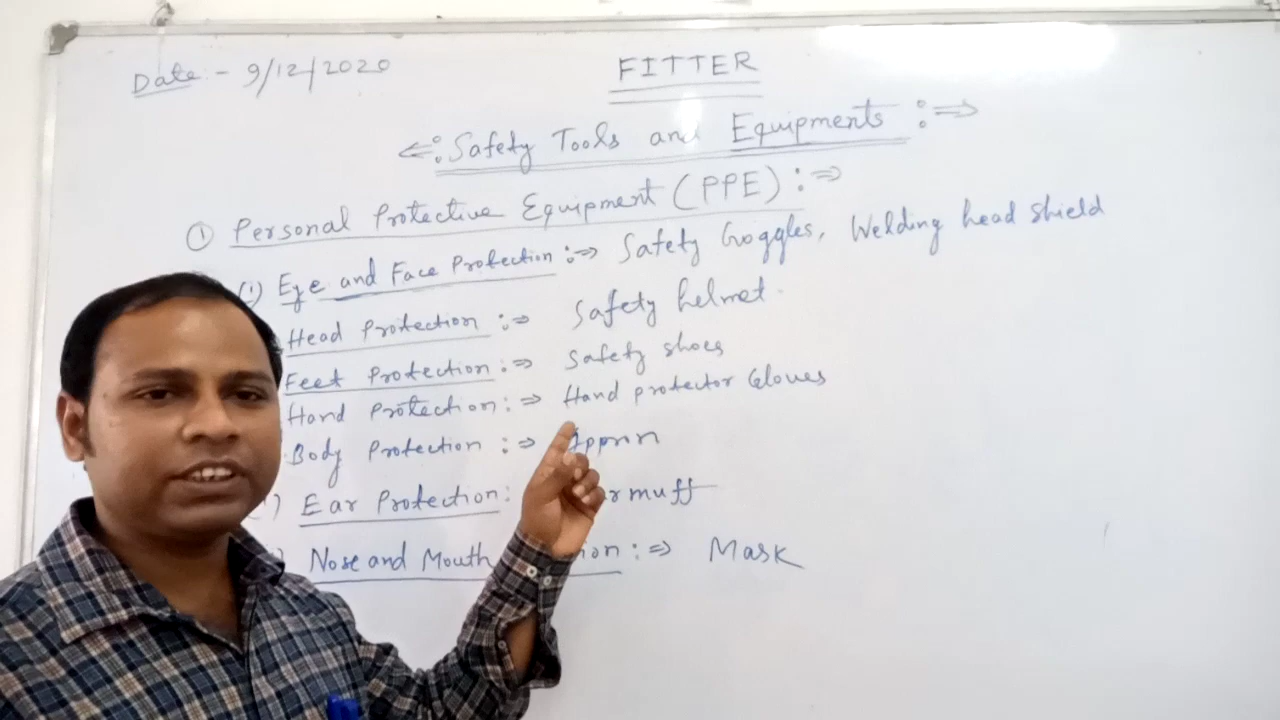 Date :- 9/12/2020
FITTER
⇐: Safety Tools and Equipments :⇒
① Personal Protective Equipment (PPE) :⇒
(i) Eye and Face Protection :⇒ Safety Goggles, Welding head shield
Head Protection :⇒ Safety helmet.
Feet Protection :⇒ Safety shoes
Hand Protection :⇒ Hand protector Gloves
Body Protection :⇒
Ear Protection :
Nose and Mouth :⇒ Mask